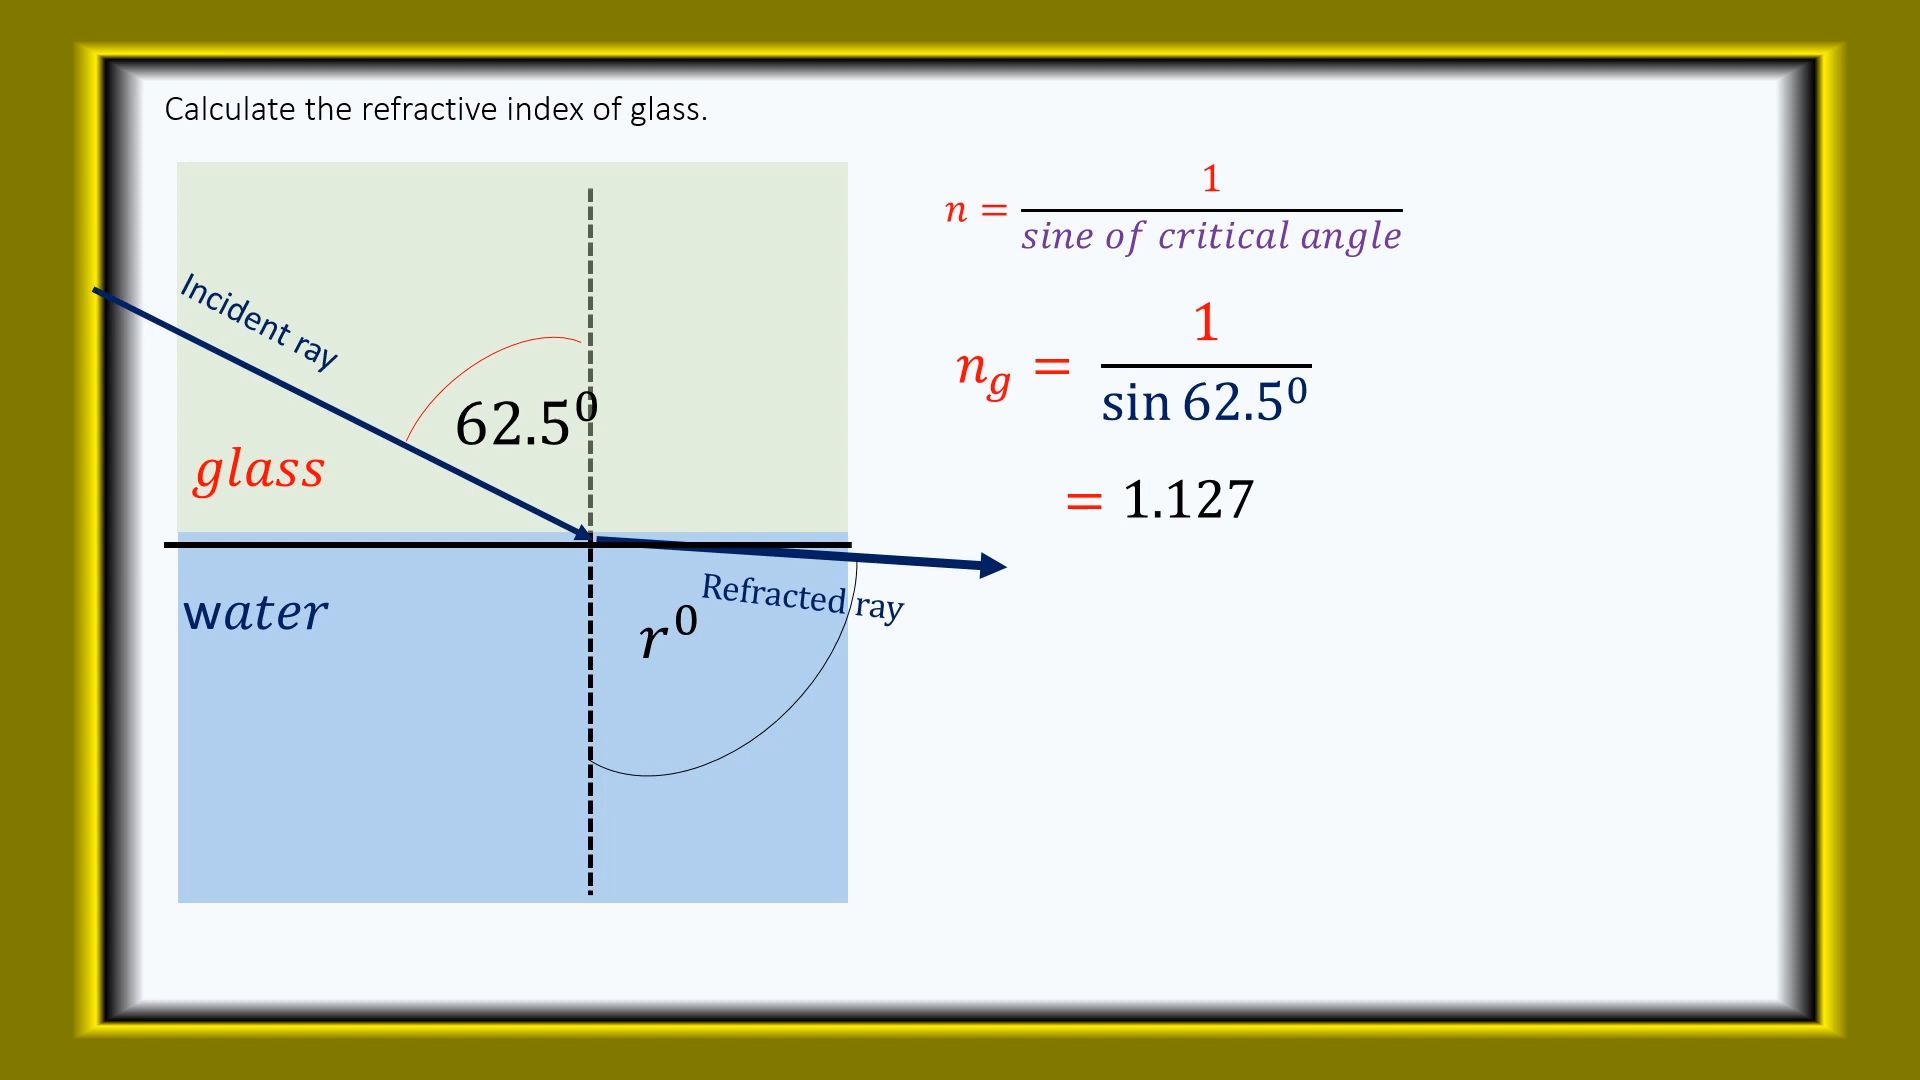 Calculate the refractive index of glass.
Incident ray
62.5⁰
glass
water
Refracted ray
r⁰
n = 1 / sine of critical angle
n_g = 1 / sin 62.5⁰
= 1.127